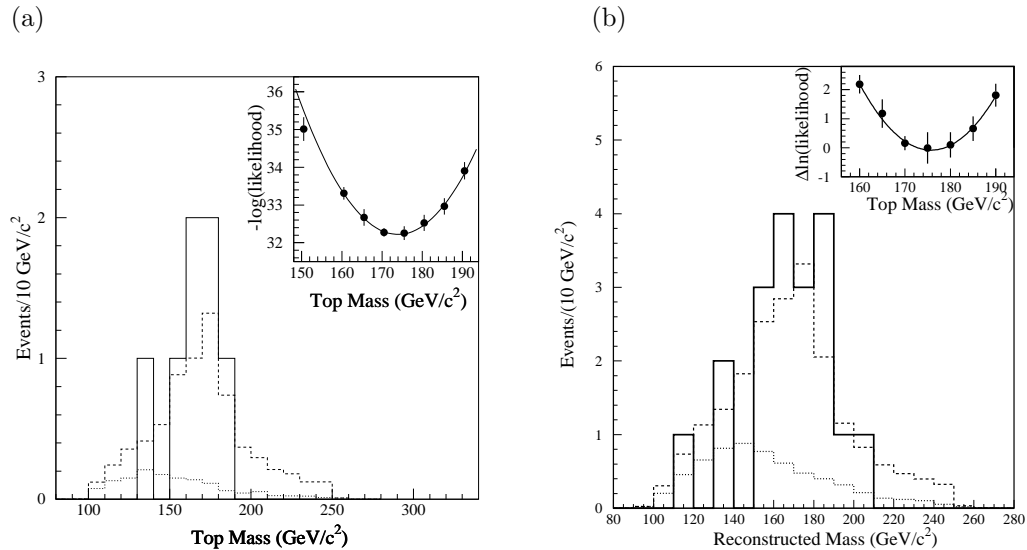 (a)
3
2
1
0
Events/10 GeV/c²
100 150 200 250 300
Top Mass (GeV/c²)
36
35
34
33
32
-log(likelihood)
150 160 170 180 190
Top Mass (GeV/c²)
(b)
6
5
4
3
2
1
0
Events/(10 GeV/c²)
80 100 120 140 160 180 200 220 240 260 280
Reconstructed Mass (GeV/c²)
2
1
0
-1
Δln(likelihood)
160 170 180 190
Top Mass (GeV/c²)